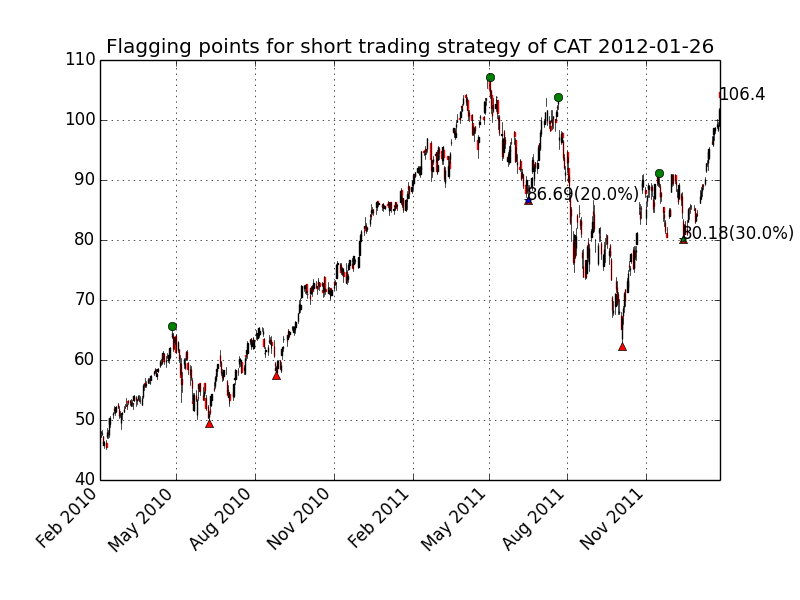 Flagging points for short trading strategy of CAT 2012-01-26
110
100
90
80
70
60
50
40
106.4
86.69(20.0%)
80.18(30.0%)
Feb 2010
May 2010
Aug 2010
Nov 2010
Feb 2011
May 2011
Aug 2011
Nov 2011